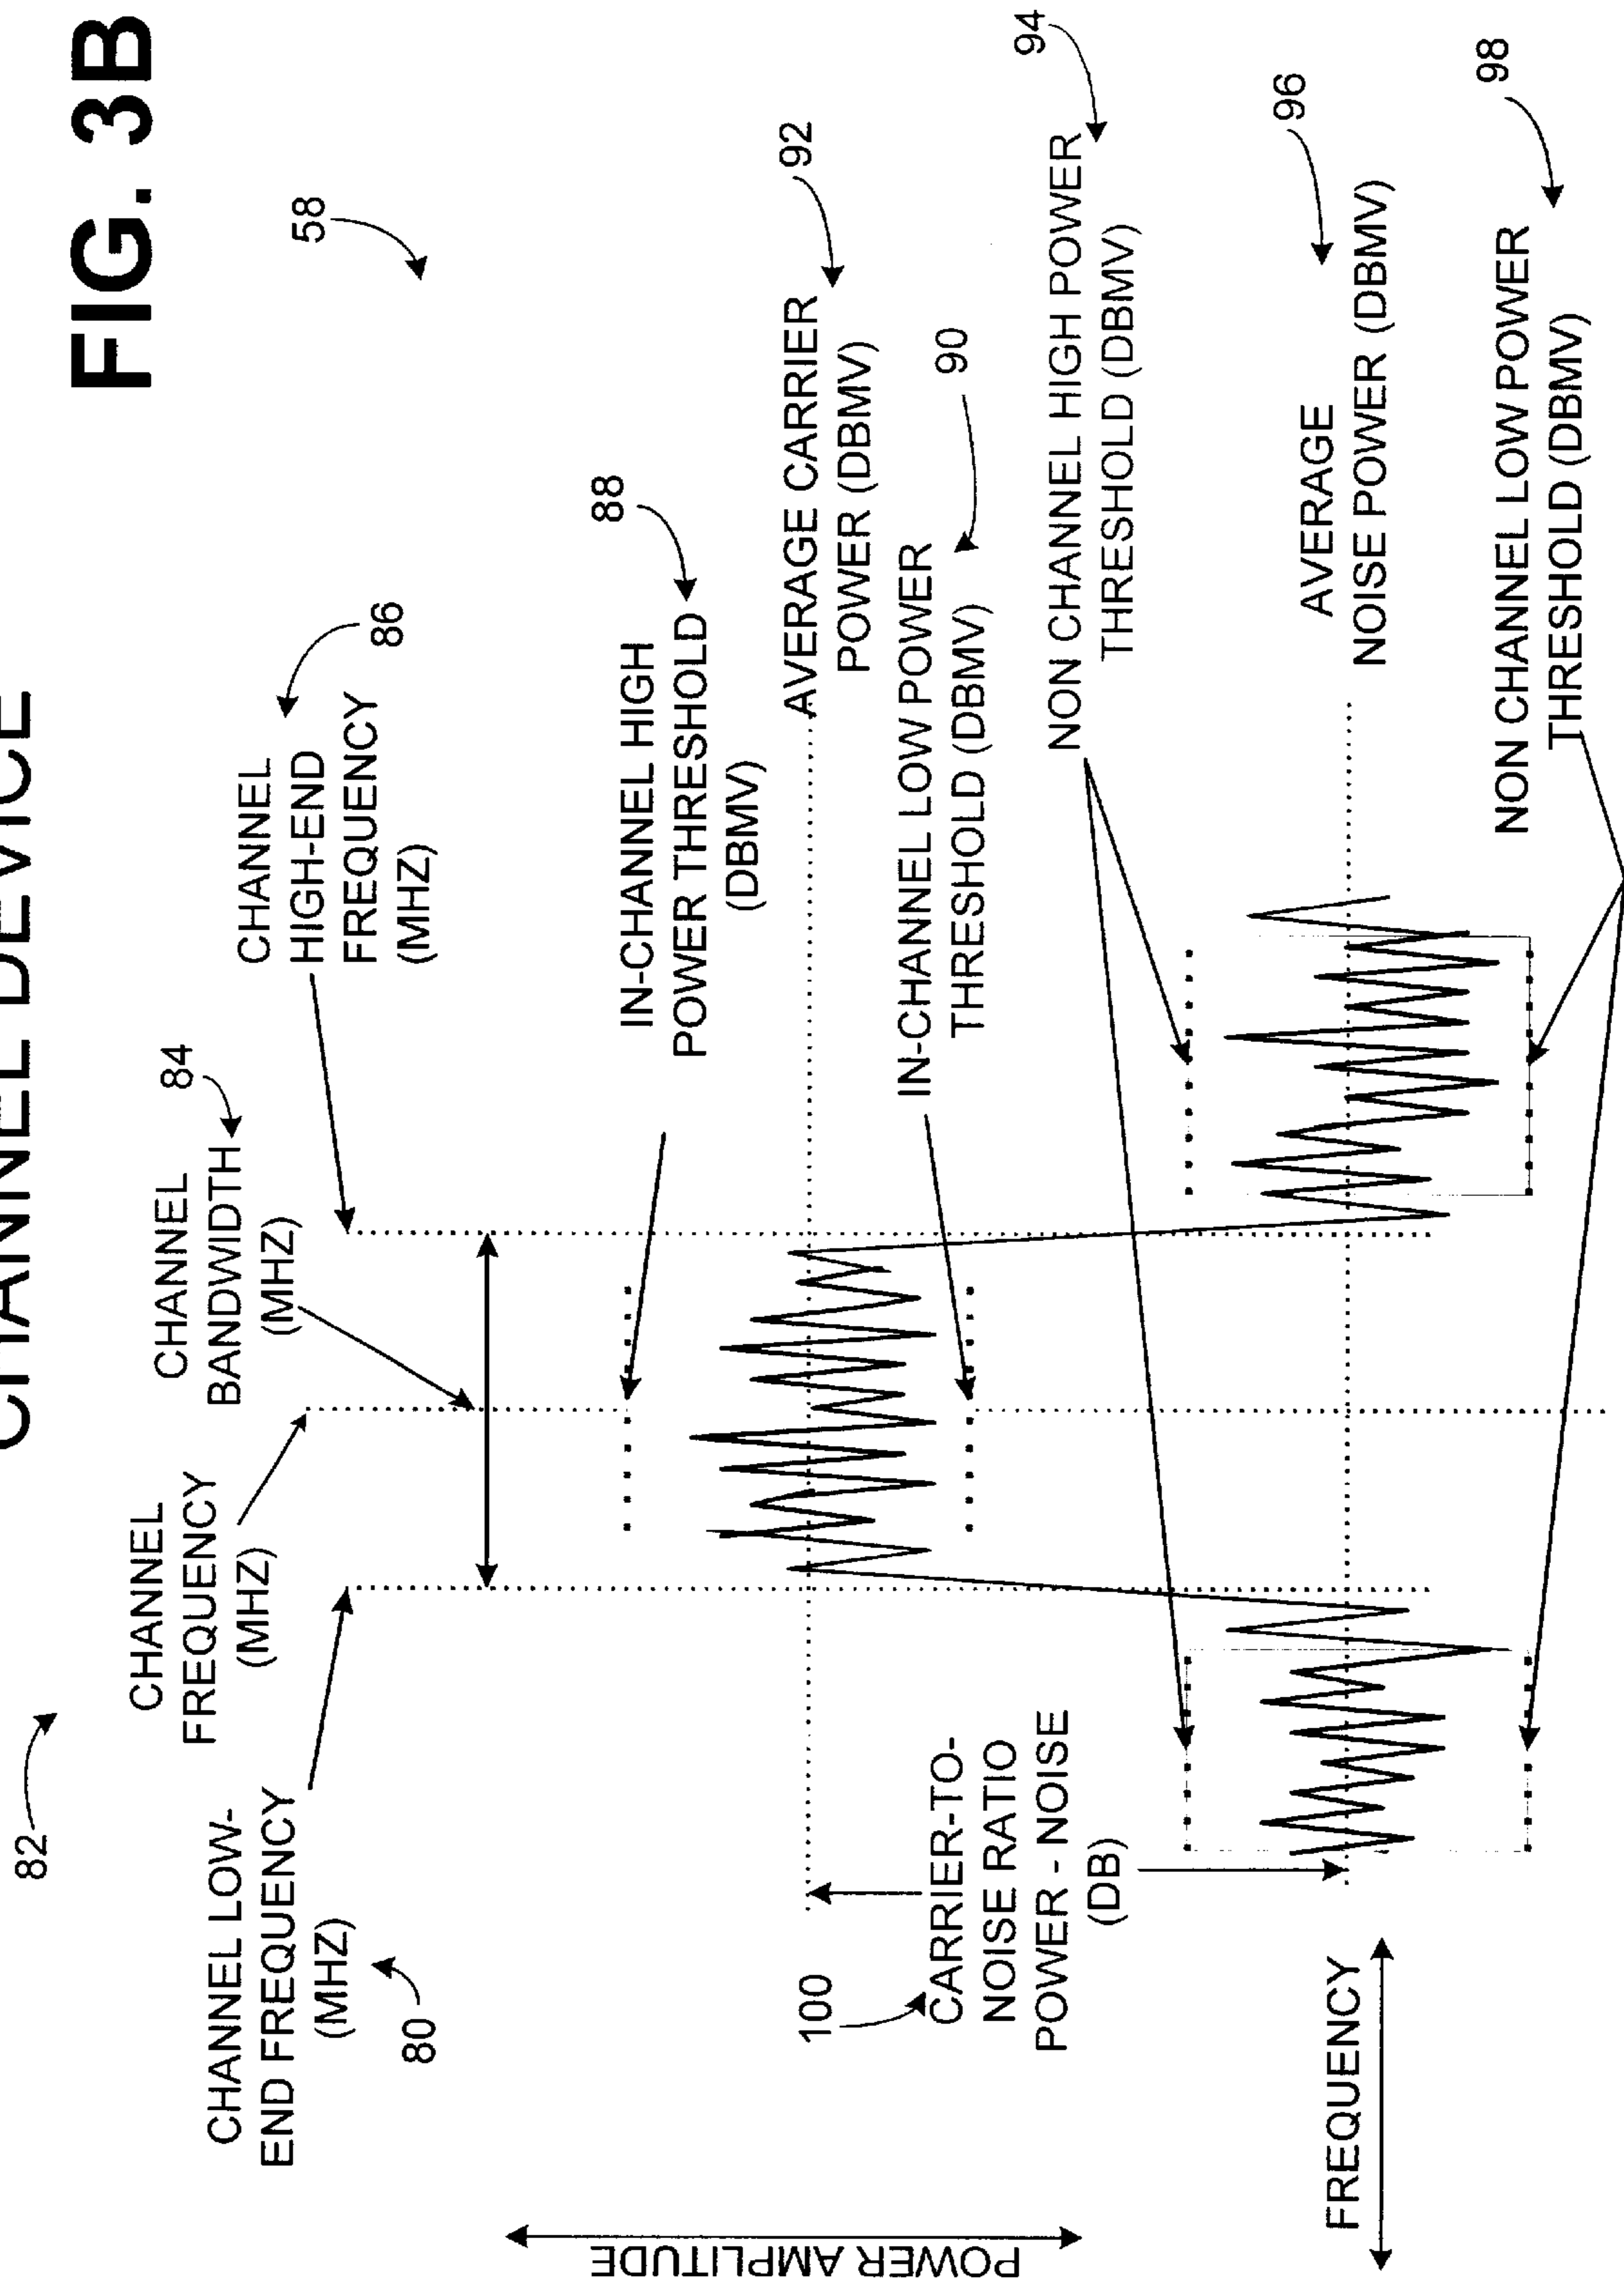 CHANNEL DEVICE
FIG. 3B
82
58
CHANNEL LOW-
END FREQUENCY
(MHZ)
80
CHANNEL
FREQUENCY
(MHZ)
CHANNEL
BANDWIDTH
(MHZ)
84
CHANNEL
HIGH-END
FREQUENCY
(MHZ)
86
IN-CHANNEL HIGH
POWER THRESHOLD
(DBMV)
88
AVERAGE CARRIER
POWER (DBMV)
92
IN-CHANNEL LOW POWER
THRESHOLD (DBMV)
90
NON CHANNEL HIGH POWER
THRESHOLD (DBMV)
94
AVERAGE
NOISE POWER (DBMV)
96
NON CHANNEL LOW POWER
THRESHOLD (DBMV)
98
100
CARRIER-TO-
NOISE RATIO
POWER - NOISE
(DB)
POWER AMPLITUDE
FREQUENCY